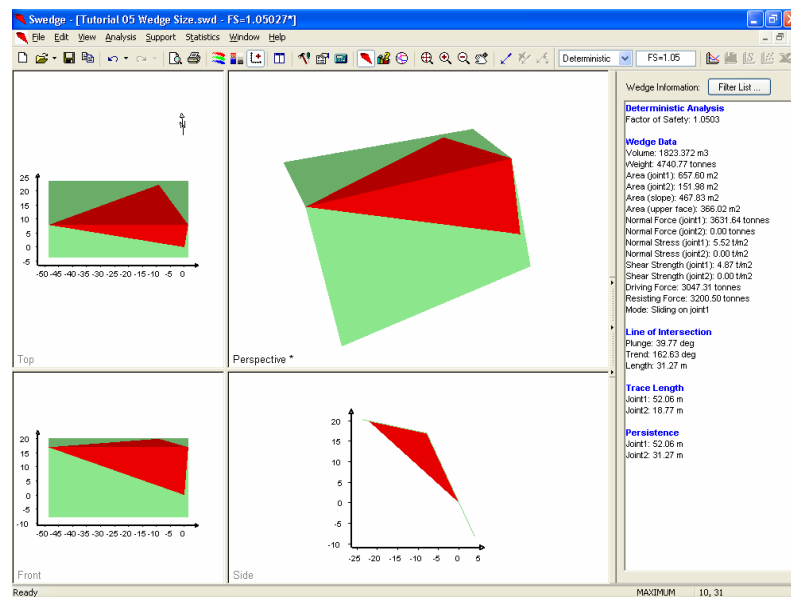 Swedge - [Tutorial 05 Wedge Size.swd - FS=1.05027*]
File Edit View Analysis Support Statistics Window Help
Deterministic FS=1.05
Wedge Information: Filter List ...
Deterministic Analysis
Factor of Safety: 1.0503
Wedge Data
Volume: 1823.372 m3
Weight: 4740.77 tonnes
Area (joint1): 657.60 m2
Area (joint2): 151.98 m2
Area (slope): 467.83 m2
Area (upper face): 366.02 m2
Normal Force (joint1): 3631.64 tonnes
Normal Force (joint2): 0.00 tonnes
Normal Stress (joint1): 5.52 t/m2
Normal Stress (joint2): 0.00 t/m2
Shear Strength (joint1): 4.87 t/m2
Shear Strength (joint2): 0.00 t/m2
Driving Force: 3047.31 tonnes
Resisting Force: 3200.50 tonnes
Mode: Sliding on joint1
Line of Intersection
Plunge: 39.77 deg
Trend: 162.63 deg
Length: 31.27 m
Trace Length
Joint1: 52.06 m
Joint2: 18.77 m
Persistence
Joint1: 52.06 m
Joint2: 31.27 m
N
25
20
15
10
5
0
-5
-50 -45 -40 -35 -30 -25 -20 -15 -10 -5 0
Top
Perspective *
20
15
10
5
0
-5
-10
-50 -45 -40 -35 -30 -25 -20 -15 -10 -5 0
Front
20
15
10
5
0
-5
-10
-25 -20 -15 -10 -5 0 5
Side
Ready MAXIMUM 10, 31